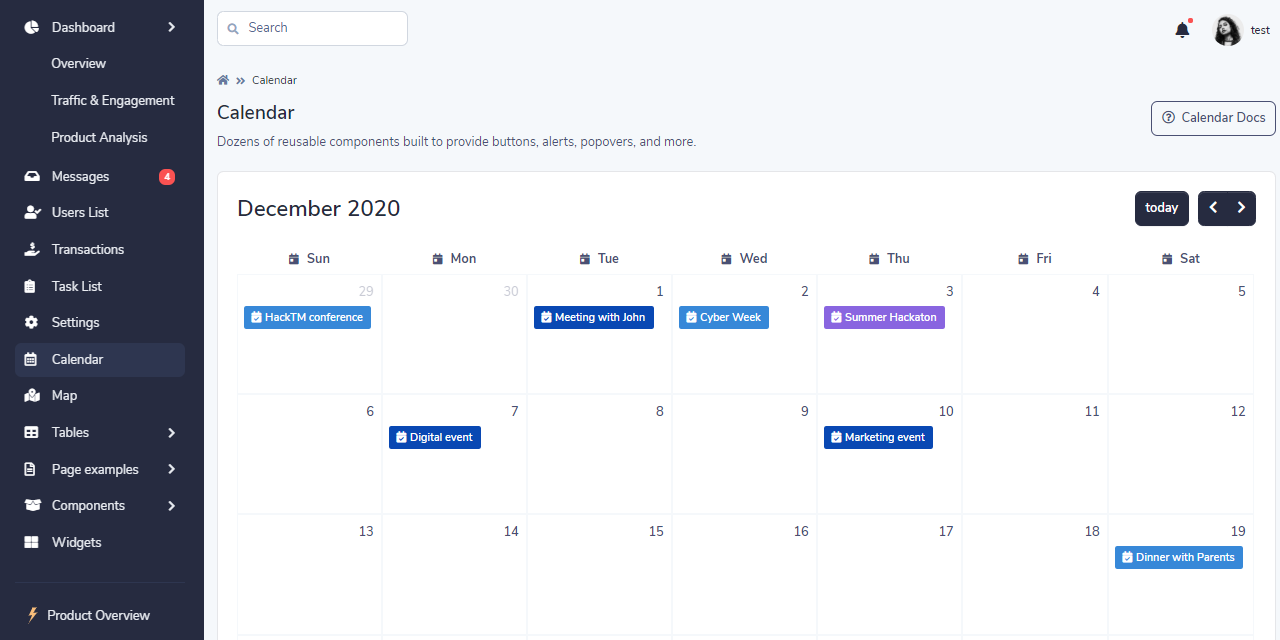 Dashboard
Overview
Traffic & Engagement
Product Analysis
Messages 4
Users List
Transactions
Task List
Settings
Calendar
Map
Tables
Page examples
Components
Widgets
Product Overview
Search
test
Calendar
Calendar
Calendar Docs
Dozens of reusable components built to provide buttons, alerts, popovers, and more.
December 2020
today
Sun Mon Tue Wed Thu Fri Sat
29 30 1 2 3 4 5
HackTM conference Meeting with John Cyber Week Summer Hackaton
6 7 8 9 10 11 12
Digital event Marketing event
13 14 15 16 17 18 19
Dinner with Parents